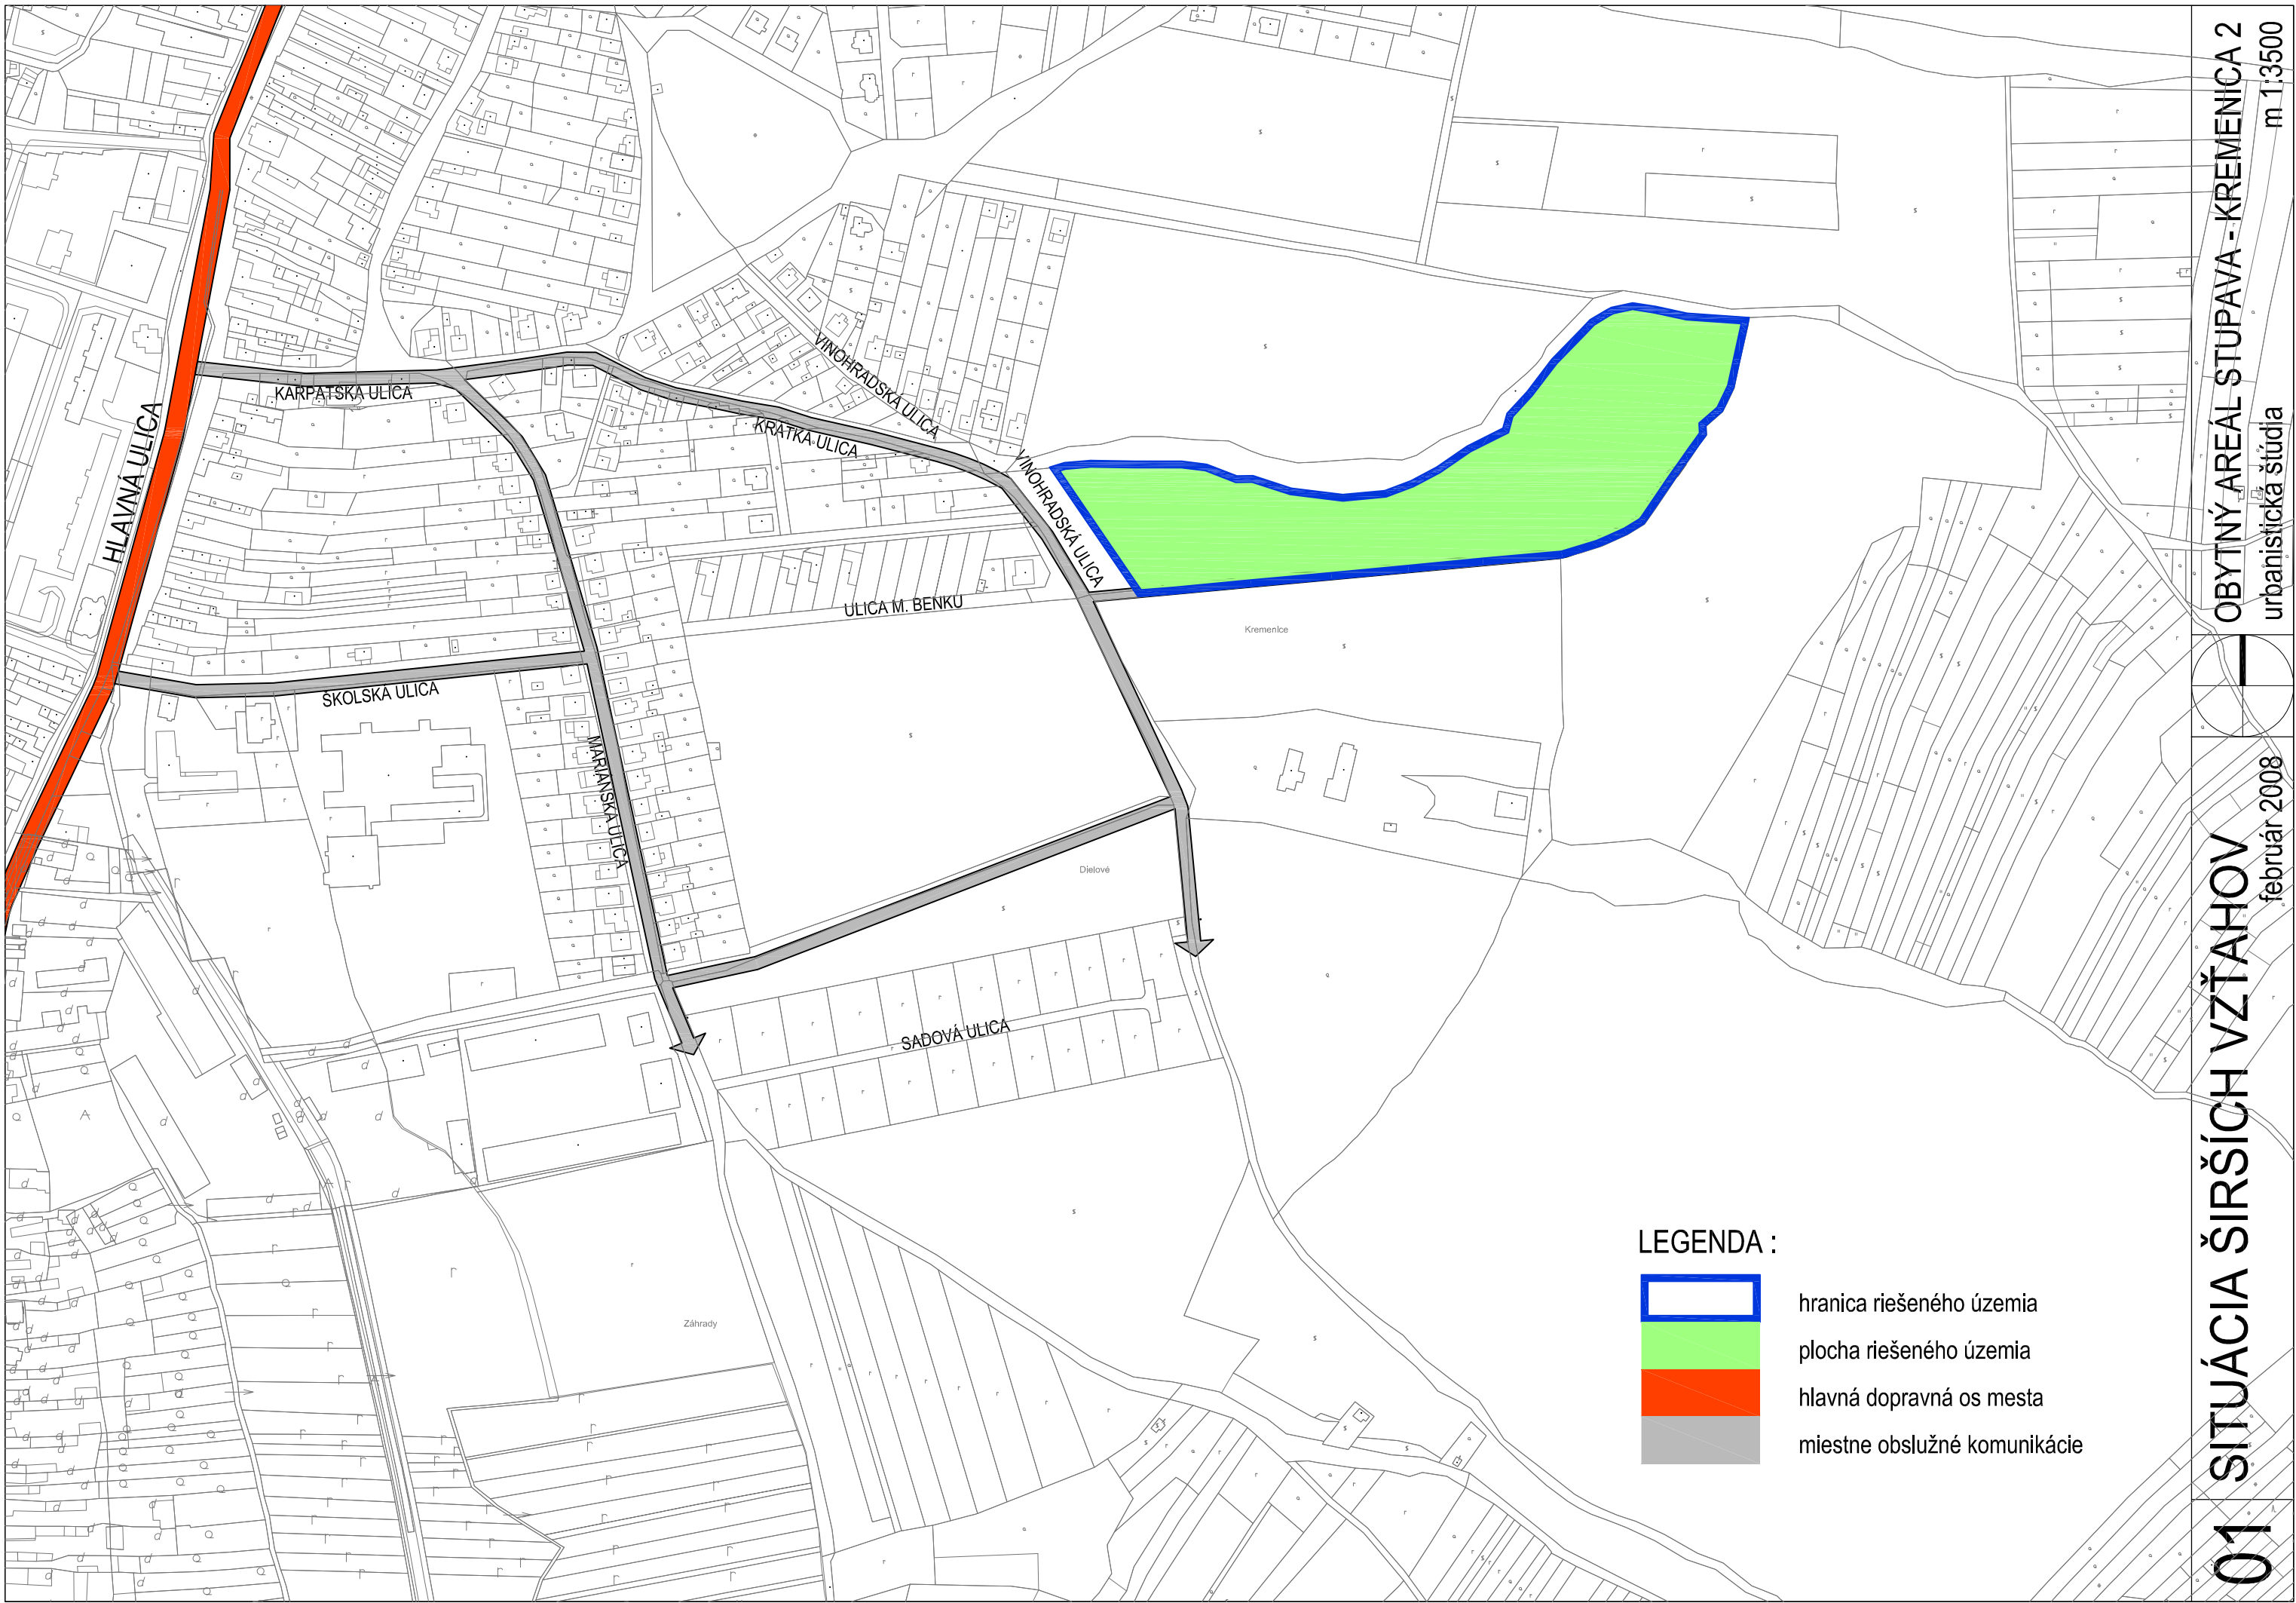 HLAVNÁ ULICA
KARPATSKÁ ULICA
VINOHRADSKÁ ULICA
KRÁTKA ULICA
VINOHRADSKÁ ULICA
ULICA M. BENKU
ŠKOLSKÁ ULICA
MARIÁNSKA ULICA
Kremenice
Dielové
SADOVÁ ULICA
Záhrady
LEGENDA :
hranica riešeného územia
plocha riešeného územia
hlavná dopravná os mesta
miestne obslužné komunikácie
OBYTNÝ AREÁL STUPAVA - KREMENICA 2
urbanistická štúdia
m 1:3500
SITUÁCIA ŠIRŠÍCH VZŤAHOV
február 2008
01